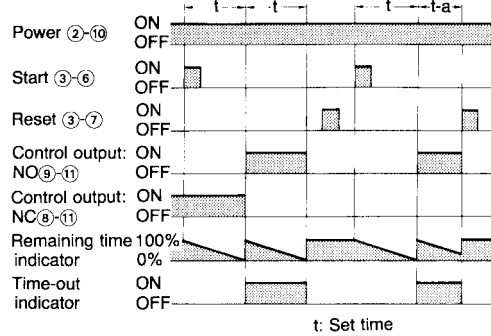 t t t t-a
Power ②-⑩ ON
OFF
Start ③-⑥ ON
OFF
Reset ③-⑦ ON
OFF
Control output: ON
NO⑨-⑪ OFF
Control output: ON
NC⑧-⑪ OFF
Remaining time 100%
indicator 0%
Time-out ON
indicator OFF
t: Set time